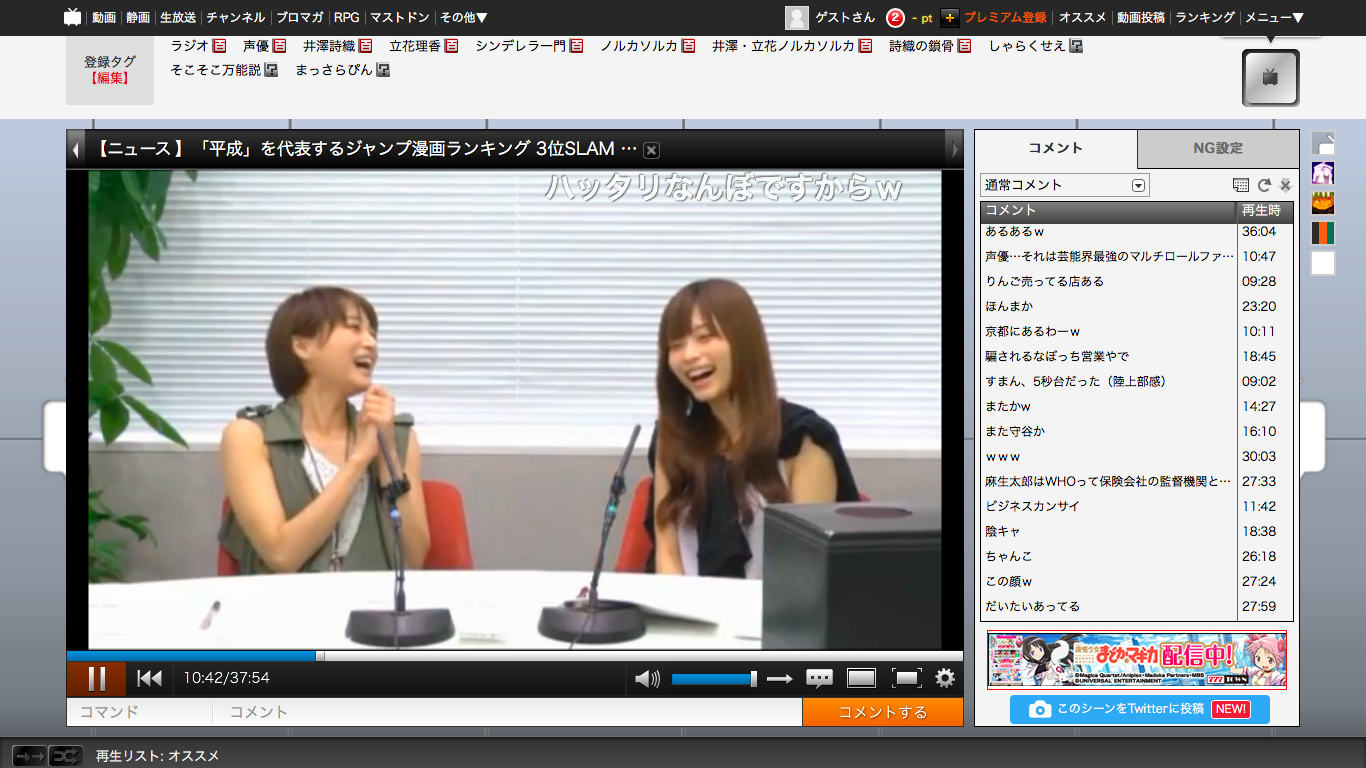 動画 静画 生放送 チャンネル ブロマガ RPG マストドン その他▼
ゲストさん 2 - pt + プレミアム登録 オススメ 動画投稿 ランキング メニュー▼
登録タグ
【編集】
ラジオ 声優 井澤詩織 立花理香 シンデレラ一門 ノルカソルカ 井澤・立花ノルカソルカ 詩織の鎖骨 しゃらくせえ
そこそこ万能説 まっさらぴん
【ニュース】「平成」を代表するジャンプ漫画ランキング 3位SLAM …
ハッタリなんぼですからｗ
10:42/37:54
コマンド コメント コメントする
コメント NG設定
通常コメント
コメント 再生時
あるあるｗ 36:04
声優…それは芸能界最強のマルチロールファ… 10:47
りんご売ってる店ある 09:28
ほんまか 23:20
京都にあるわーｗ 10:11
騙されるなぼっち営業やで 18:45
すまん、5秒台だった（陸上部感） 09:02
またかw 14:27
また守谷か 16:10
ｗｗｗ 30:03
麻生太郎はWHOって保険会社の監督機関と… 27:33
ビジネスカンサイ 11:42
陰キャ 18:38
ちゃんこ 26:18
この顔ｗ 27:24
だいたいあってる 27:59
魔法少女まどか☆マギカ 配信中!
©Magica Quartet/Aniplex・Madoka Partners・MBS
©UNIVERSAL ENTERTAINMENT
777 TOWN
このシーンをTwitterに投稿 NEW!
再生リスト: オススメ